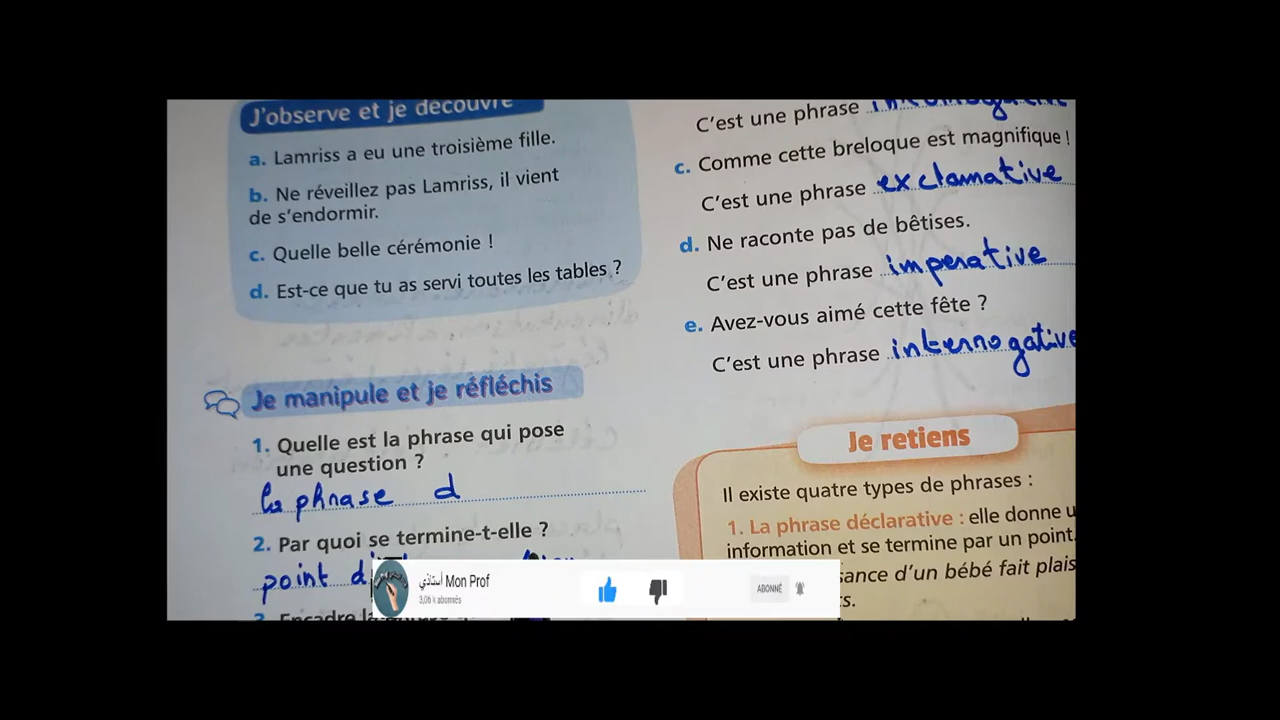 J'observe et je découvre
a. Lamriss a eu une troisième fille.
b. Ne réveillez pas Lamriss, il vient
de s'endormir.
c. Quelle belle cérémonie !
d. Est-ce que tu as servi toutes les tables ?
Je manipule et je réfléchis
1. Quelle est la phrase qui pose
une question ?
la phrase d
2. Par quoi se termine-t-elle ?
point
C'est une phrase interrogative
c. Comme cette breloque est magnifique !
C'est une phrase exclamative
d. Ne raconte pas de bêtises.
C'est une phrase imperative
e. Avez-vous aimé cette fête ?
C'est une phrase interrogative
Je retiens
Il existe quatre types de phrases :
1. La phrase déclarative : elle donne
information et se termine par un point.
d'un bébé fait
أستاذي Mon Prof
3,06 k abonnés
ABONNÉ